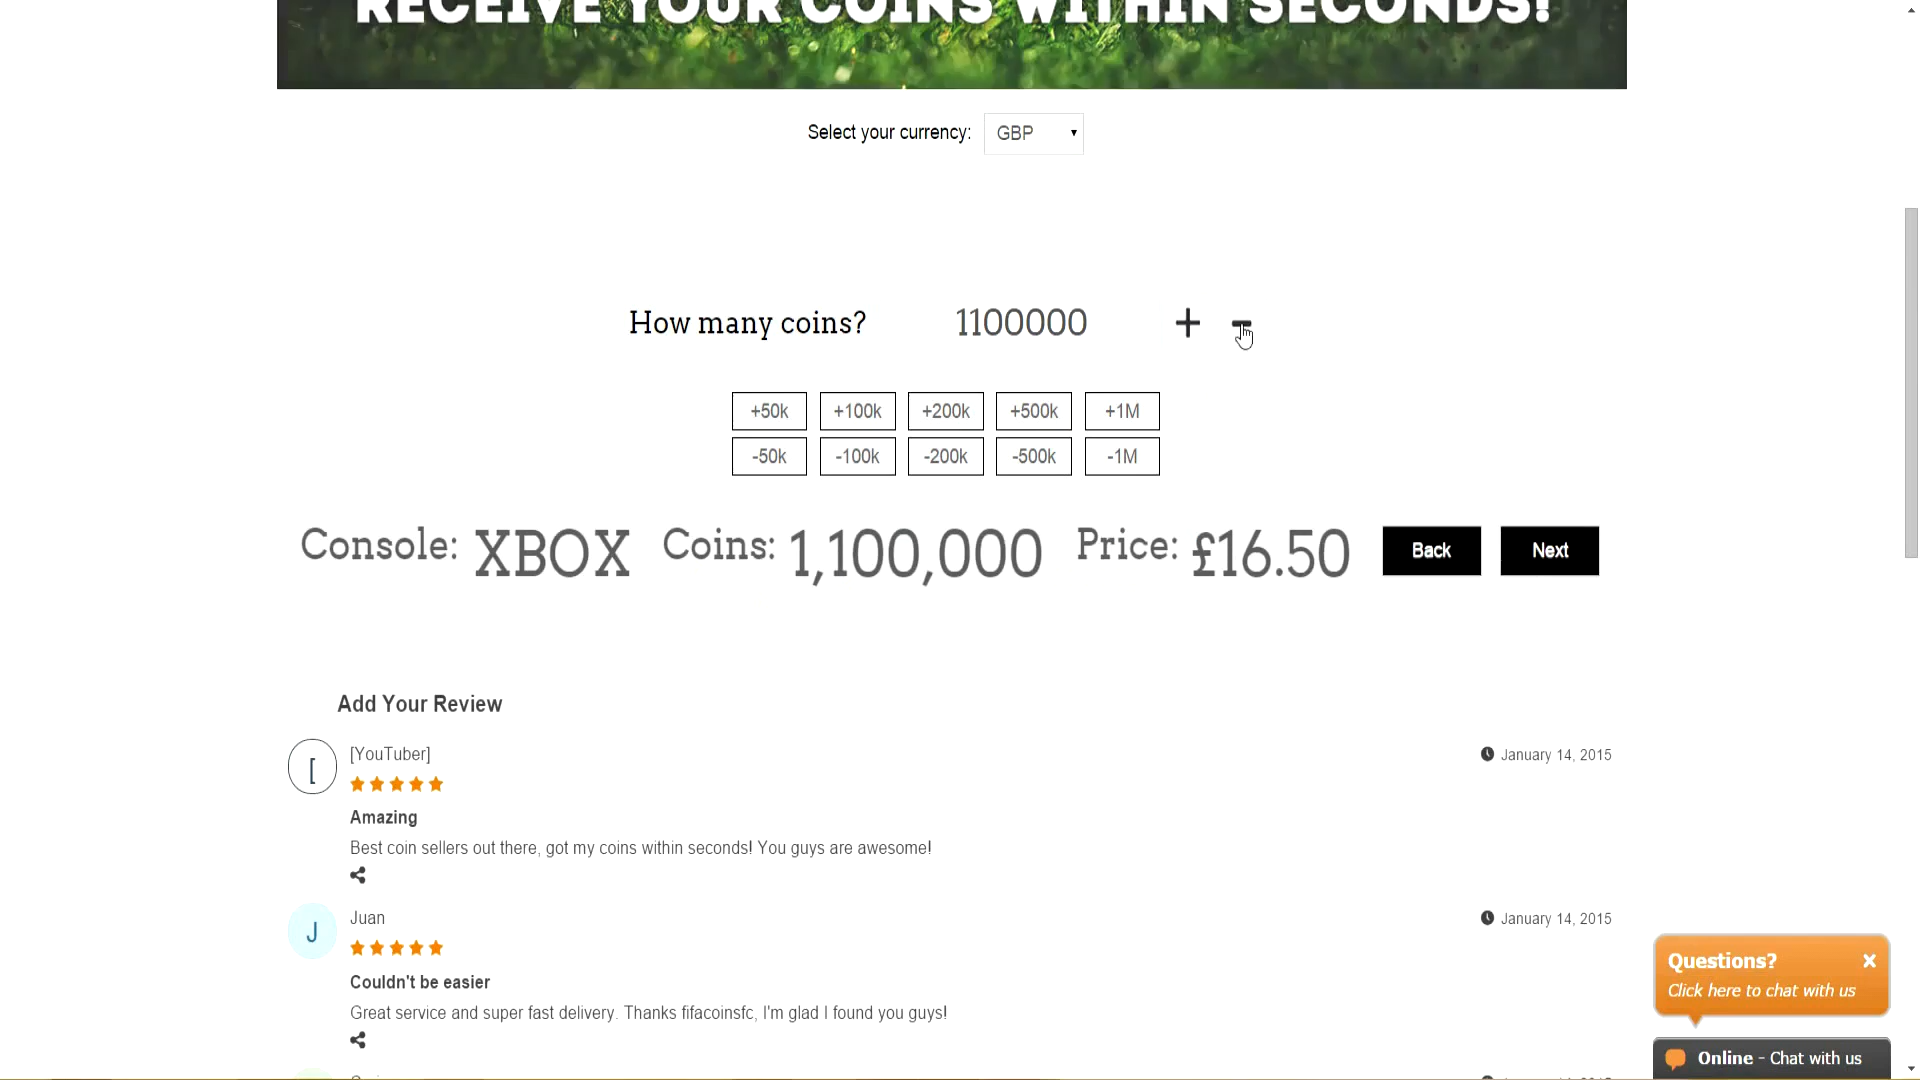 RECEIVE YOUR COINS WITHIN SECONDS!
Select your currency: GBP
How many coins? 1100000 + -
+50k +100k +200k +500k +1M
-50k -100k -200k -500k -1M
Console: XBOX Coins: 1,100,000 Price: £16.50 Back Next
Add Your Review
[ [YouTuber] January 14, 2015
Amazing
Best coin sellers out there, got my coins within seconds! You guys are awesome!
J Juan January 14, 2015
Couldn't be easier
Great service and super fast delivery. Thanks fifacoinsfc, I'm glad I found you guys!
Questions? ×
Click here to chat with us
Online - Chat with us